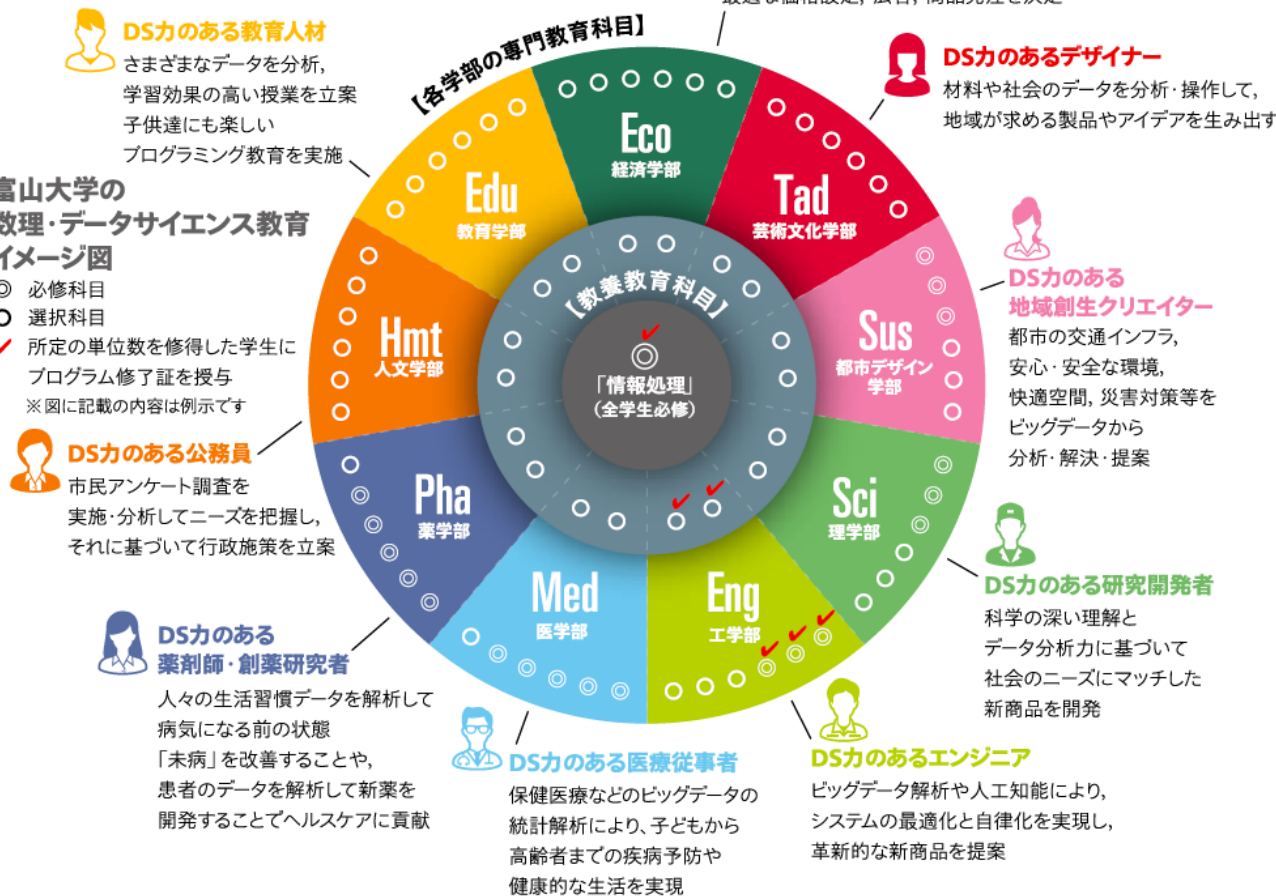 DS力のある教育人材
さまざまなデータを分析,
学習効果の高い授業を立案
子供達にも楽しい
プログラミング教育を実施
【各学部の専門教育科目】
DS力のあるデザイナー
材料や社会のデータを分析・操作して,
地域が求める製品やアイデアを生み出す
富山大学の
数理・データサイエンス教育
イメージ図
◎ 必修科目
○ 選択科目
✓ 所定の単位数を修得した学生に
プログラム修了証を授与
※図に記載の内容は例示です
Eco
経済学部
Edu
教育学部
Tad
芸術文化学部
Hmt
人文学部
Sus
都市デザイン
学部
Pha
薬学部
Sci
理学部
Med
医学部
Eng
工学部
【教養教育科目】
「情報処理」
（全学生必修）
DS力のある
地域創生クリエイター
都市の交通インフラ,
安心・安全な環境,
快適空間, 災害対策等を
ビッグデータから
分析・解決・提案
DS力のある公務員
市民アンケート調査を
実施・分析してニーズを把握し,
それに基づいて行政施策を立案
DS力のある研究開発者
科学の深い理解と
データ分析力に基づいて
社会のニーズにマッチした
新商品を開発
DS力のある
薬剤師・創薬研究者
人々の生活習慣データを解析して
病気になる前の状態
「未病」を改善することや,
患者のデータを解析して新薬を
開発することでヘルスケアに貢献
DS力のある医療従事者
保健医療などのビッグデータの
統計解析により、子どもから
高齢者までの疾病予防や
健康的な生活を実現
DS力のあるエンジニア
ビッグデータ解析や人工知能により,
システムの最適化と自律化を実現し,
革新的な新商品を提案